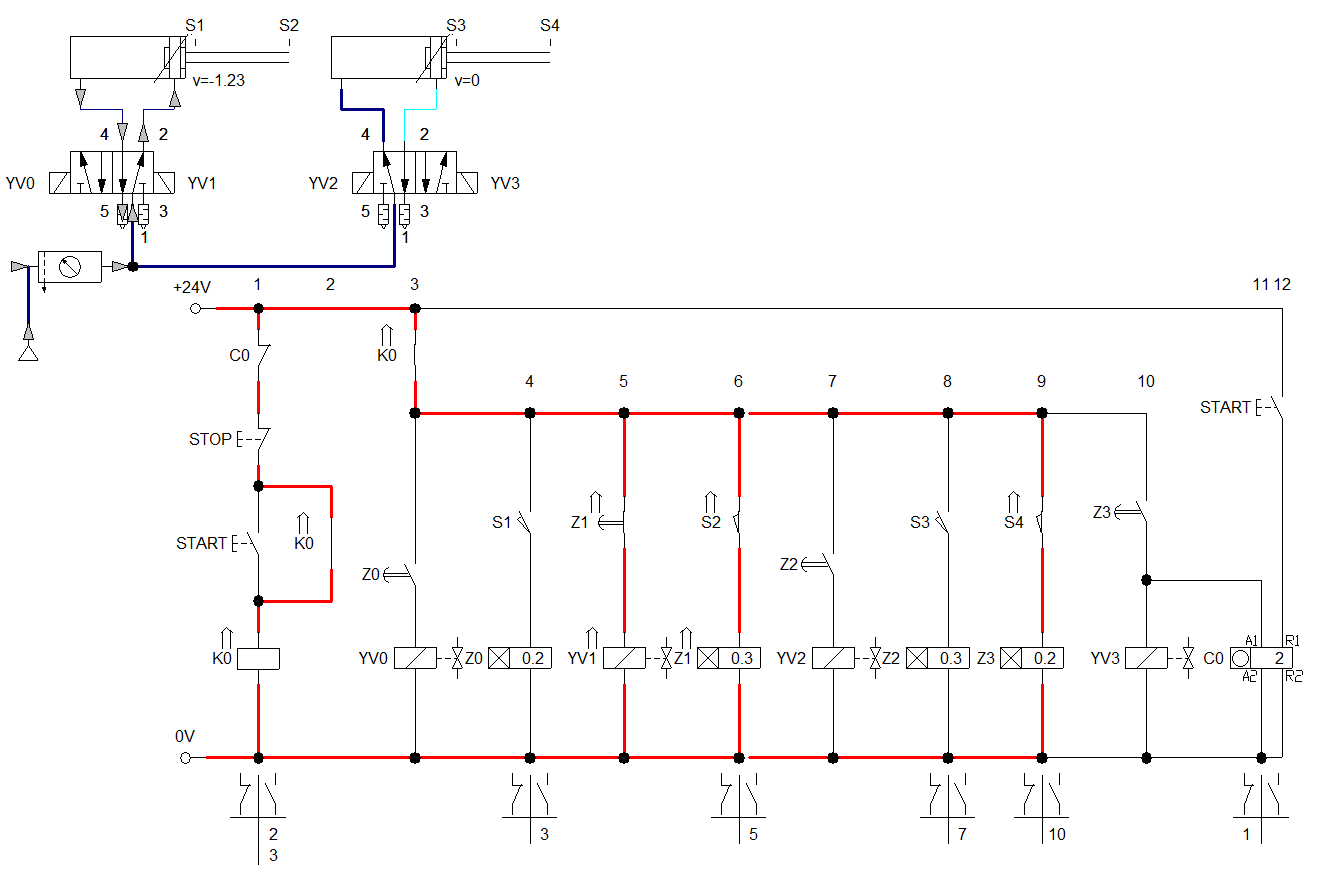 S1 S2 S3 S4
v=-1.23 v=0
4 2 4 2
YV0 YV1 YV2 YV3
5 3 5 3
1 1
+24V 1 2 3 11 12
C0 K0
4 5 6 7 8 9 10
START
STOP
S1 Z1 S2 S3 S4 Z3
START K0
Z0 Z2
A1 R1
K0 YV0 Z0 0.2 YV1 Z1 0.3 YV2 Z2 0.3 Z3 0.2 YV3 C0 2
A2 R2
0V
2 3 5 7 10 1
3